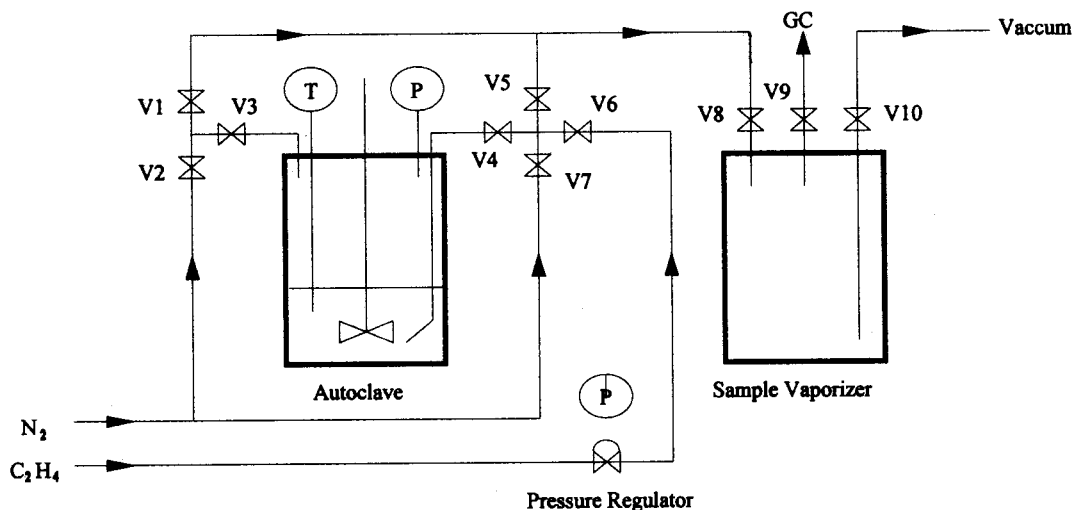 GC
Vaccum
V1
V3
T
P
V5
V6
V9
V8
V10
V2
V4
V7
Autoclave
Sample Vaporizer
P
N₂
C₂H₄
Pressure Regulator